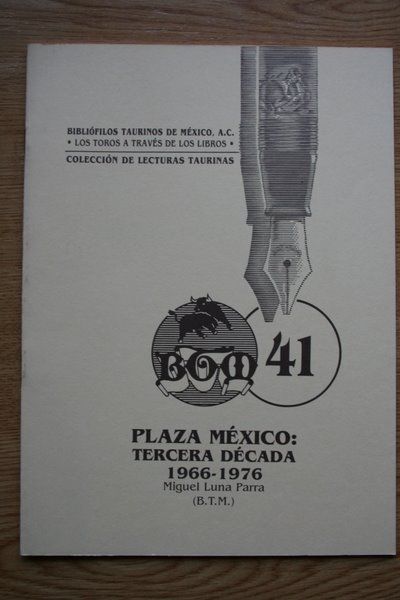 BIBLIÓFILOS TAURINOS DE MÉXICO, A.C.
• LOS TOROS A TRAVÉS DE LOS LIBROS •
COLECCIÓN DE LECTURAS TAURINAS
BTM
41
PLAZA MÉXICO:
TERCERA DÉCADA
1966-1976
Miguel Luna Parra
(B.T.M.)